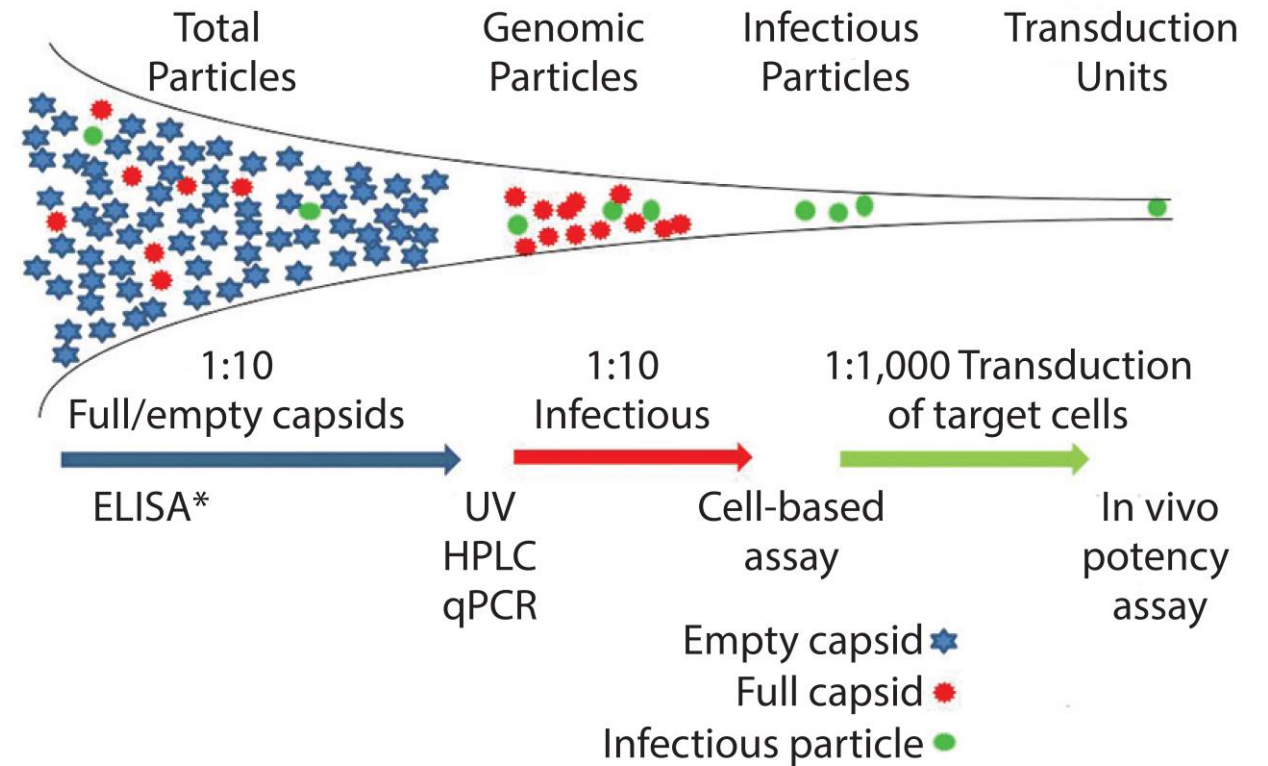 Total
Particles
Genomic
Particles
Infectious
Particles
Transduction
Units
1:10
Full/empty capsids
1:10
Infectious
1:1,000 Transduction
of target cells
ELISA*
UV
HPLC
qPCR
Cell-based
assay
In vivo
potency
assay
Empty capsid
Full capsid
Infectious particle